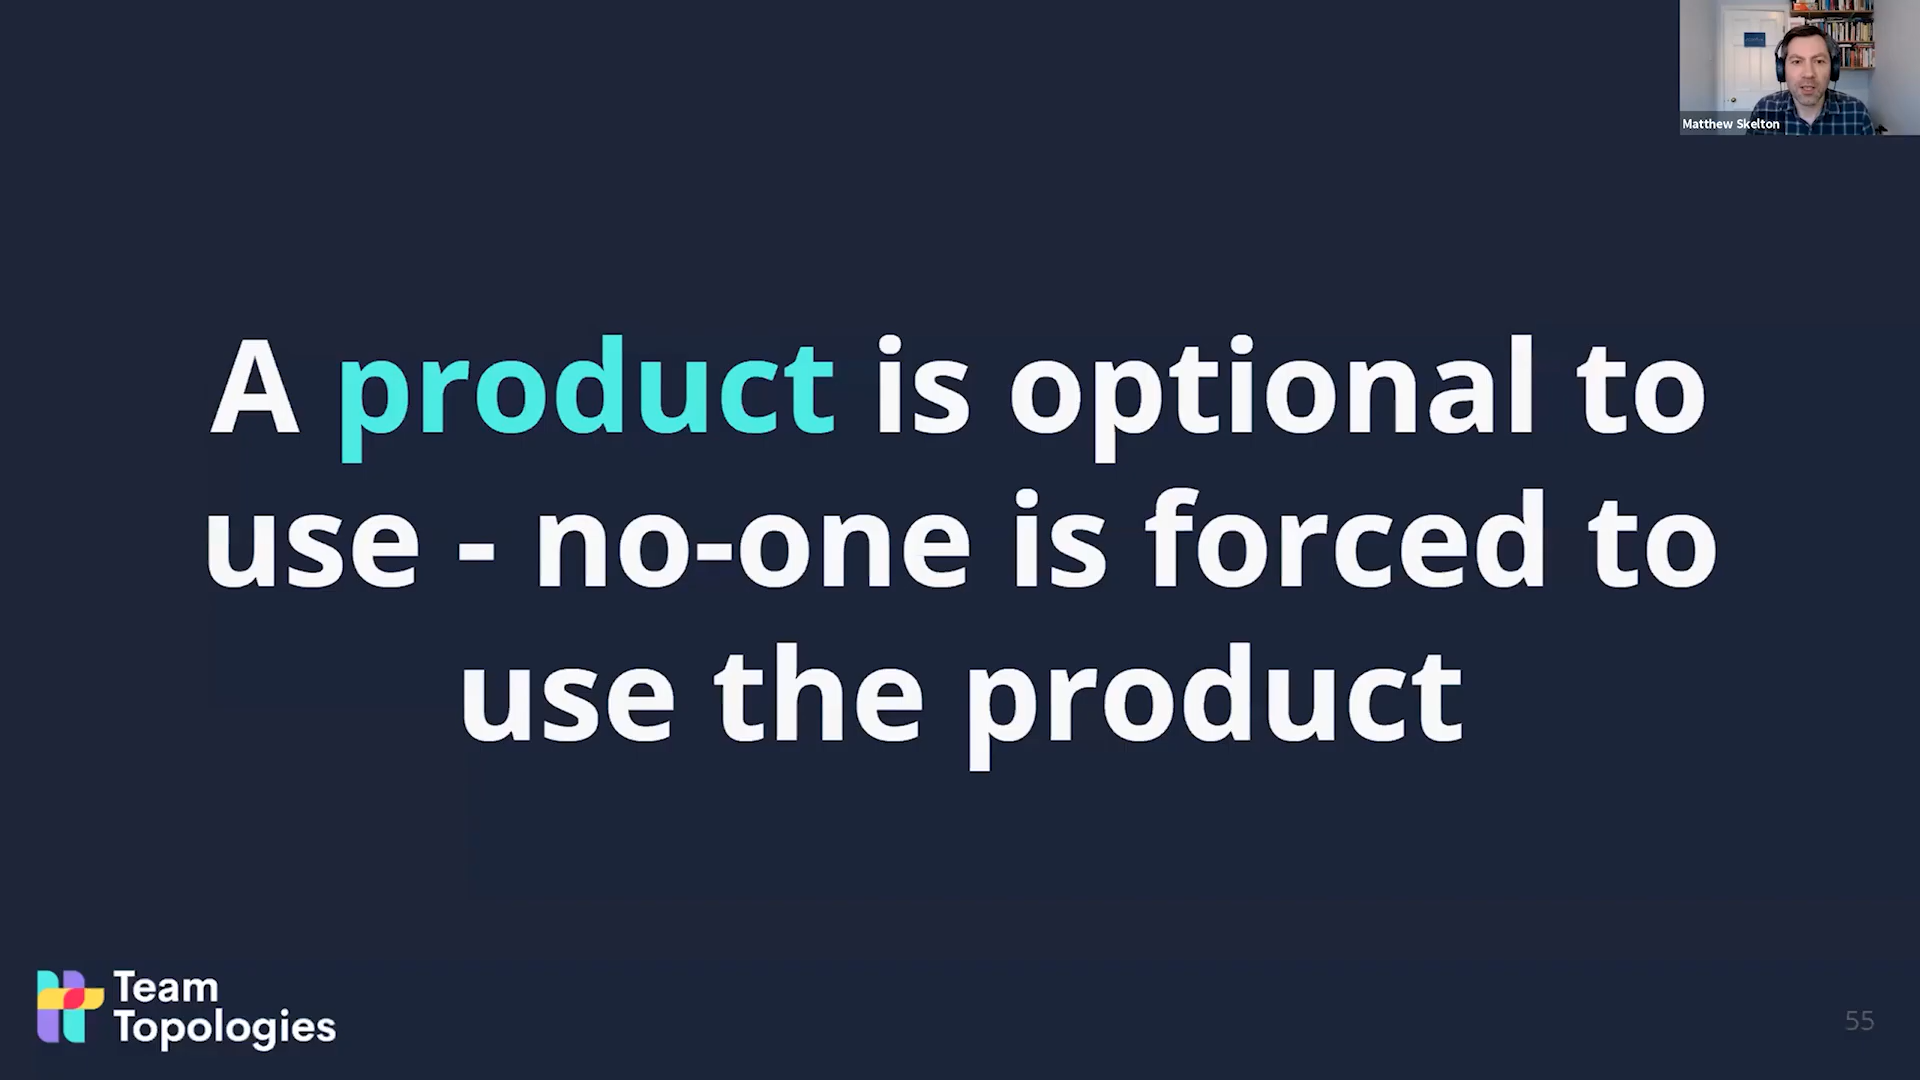 Matthew Skelton
A product is optional to
use - no-one is forced to
use the product
Team
Topologies
55